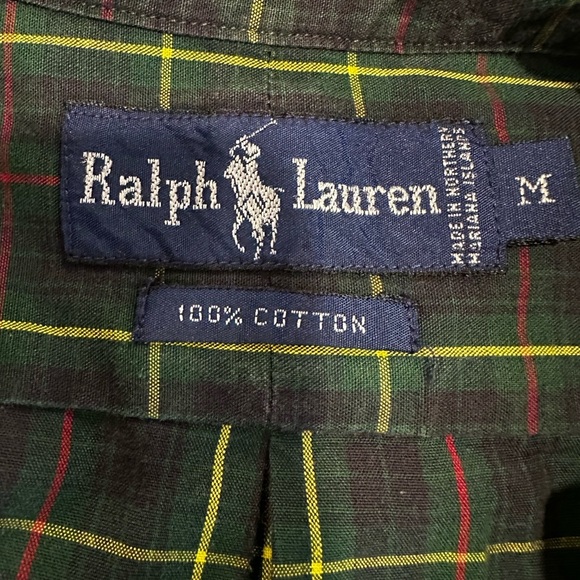 Ralph Lauren
MADE IN NORTHERN
MARIANA ISLANDS
M
100% COTTON